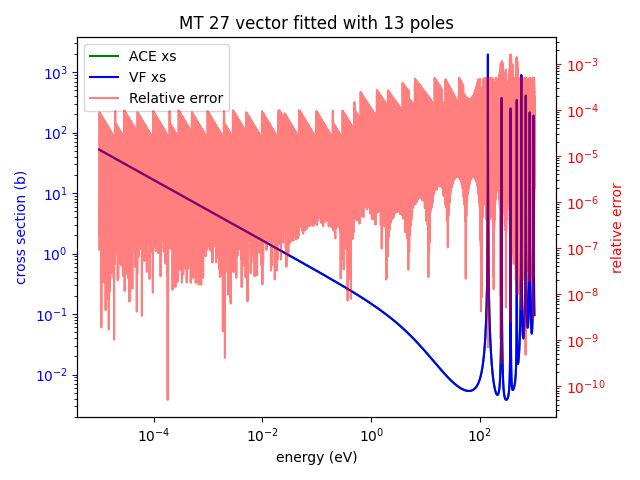 MT 27 vector fitted with 13 poles
ACE xs
VF xs
Relative error
10³
10²
10¹
10⁰
10⁻¹
10⁻²
cross section (b)
10⁻³
10⁻⁴
10⁻⁵
10⁻⁶
10⁻⁷
10⁻⁸
10⁻⁹
10⁻¹⁰
relative error
10⁻⁴ 10⁻² 10⁰ 10²
energy (eV)